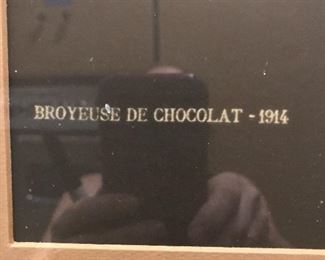 BROYEUSE DE CHOCOLAT - 1914